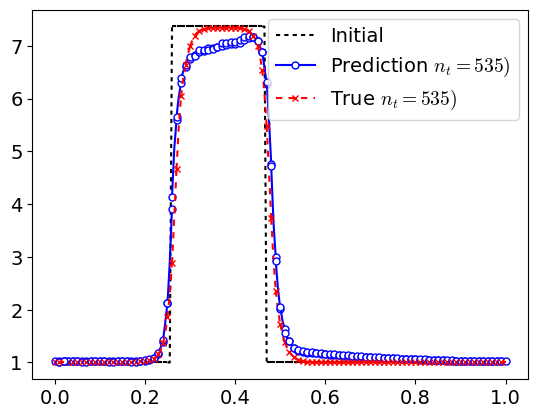 Initial
Prediction $n_t = 535$)
True $n_t = 535$)
7
6
5
4
3
2
1
0.0 0.2 0.4 0.6 0.8 1.0